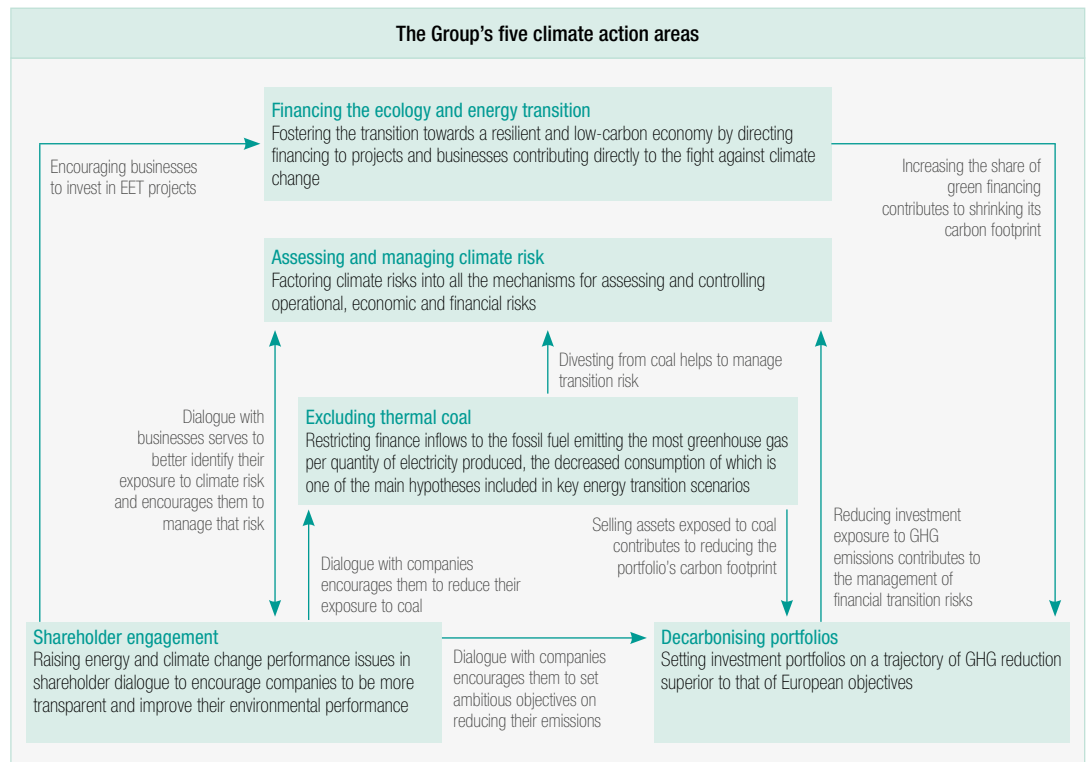 The Group's five climate action areas
Financing the ecology and energy transition
Fostering the transition towards a resilient and low-carbon economy by directing
financing to projects and businesses contributing directly to the fight against climate
change
Encouraging businesses
to invest in EET projects
Increasing the share of
green financing
contributes to shrinking its
carbon footprint
Assessing and managing climate risk
Factoring climate risks into all the mechanisms for assessing and controlling
operational, economic and financial risks
Divesting from coal helps to manage
transition risk
Dialogue with
businesses serves to
better identify their
exposure to climate risk
and encourages them to
manage that risk
Excluding thermal coal
Restricting finance inflows to the fossil fuel emitting the most greenhouse gas
per quantity of electricity produced, the decreased consumption of which is
one of the main hypotheses included in key energy transition scenarios
Dialogue with companies
encourages them to reduce their
exposure to coal
Selling assets exposed to coal
contributes to reducing the
portfolio's carbon footprint
Reducing investment
exposure to GHG
emissions contributes to
the management of
financial transition risks
Shareholder engagement
Raising energy and climate change performance issues in
shareholder dialogue to encourage companies to be more
transparent and improve their environmental performance
Dialogue with companies
encourages them to set
ambitious objectives on
reducing their emissions
Decarbonising portfolios
Setting investment portfolios on a trajectory of GHG reduction
superior to that of European objectives